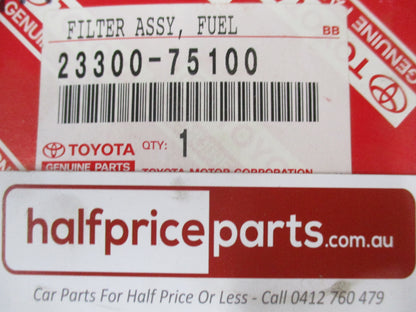 FILTER ASSY, FUEL BB
23300-75100
TOYOTA QTY: 1
GENUINE PARTS TOYOTA MOTOR CORPORATION
halfpriceparts.com.au
Car Parts For Half Price Or Less - Call 0412 760 479